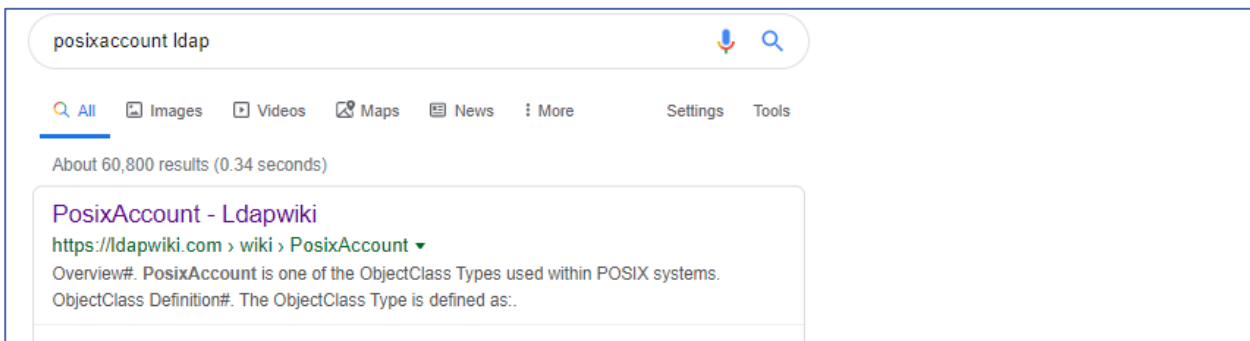 posixaccount ldap
All Images Videos Maps News More Settings Tools
About 60,800 results (0.34 seconds)
PosixAccount - Ldapwiki
https://ldapwiki.com › wiki › PosixAccount
Overview#. PosixAccount is one of the ObjectClass Types used within POSIX systems.
ObjectClass Definition#. The ObjectClass Type is defined as:.